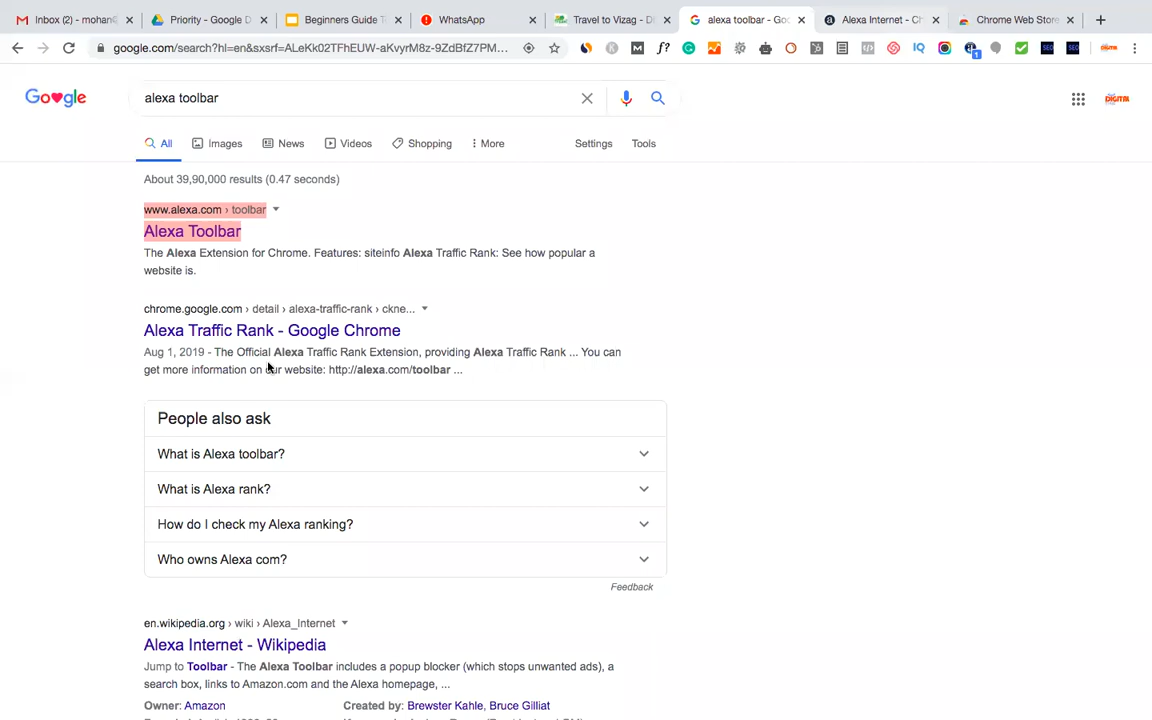 Inbox (2) - mohan
Priority - Google D
Beginners Guide T
WhatsApp
Travel to Vizag - Di
alexa toolbar - Goo
Alexa Internet - Ch
Chrome Web Store
google.com/search?hl=en&sxsrf=ALeKk02TFhEUW-aKvyrM8z-9ZdBfZ7PM...
Google
alexa toolbar
All
Images
News
Videos
Shopping
More
Settings
Tools
About 39,90,000 results (0.47 seconds)
www.alexa.com › toolbar
Alexa Toolbar
The Alexa Extension for Chrome. Features: siteinfo Alexa Traffic Rank: See how popular a
website is.
chrome.google.com › detail › alexa-traffic-rank › ckne...
Alexa Traffic Rank - Google Chrome
Aug 1, 2019 - The Official Alexa Traffic Rank Extension, providing Alexa Traffic Rank ... You can
get more information on our website: http://alexa.com/toolbar ...
People also ask
What is Alexa toolbar?
What is Alexa rank?
How do I check my Alexa ranking?
Who owns Alexa com?
Feedback
en.wikipedia.org › wiki › Alexa_Internet
Alexa Internet - Wikipedia
Jump to Toolbar - The Alexa Toolbar includes a popup blocker (which stops unwanted ads), a
search box, links to Amazon.com and the Alexa homepage, ...
Owner: Amazon
Created by: Brewster Kahle, Bruce Gilliat